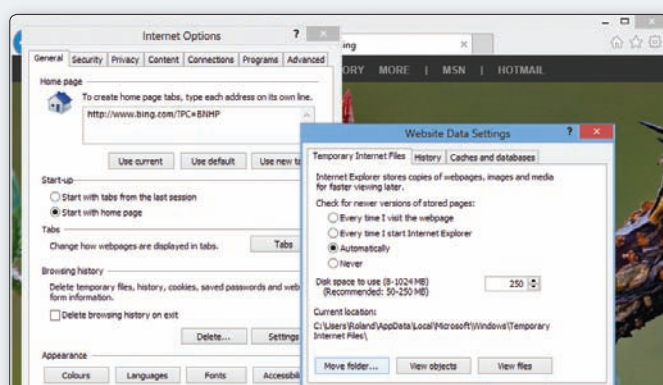 Internet Options
?
General Security Privacy Content Connections Programs Advanced
Home page
To create home page tabs, type each address on its own line.
http://www.bing.com/?PC=BNHP
Use current Use default
Start-up
Start with tabs from the last session
Start with home page
Tabs
Change how webpages are displayed in tabs. Tabs
Browsing history
Delete temporary files, history, cookies, saved passwords and web
form information.
Delete browsing history on exit
Delete...
Appearance
Colours Languages Fonts
MORE | MSN | HOTMAIL
Website Data Settings
?
Temporary Internet Files History Caches and databases
Internet Explorer stores copies of webpages, images and media
for faster viewing later.
Check for newer versions of stored pages:
Every time I visit the webpage
Every time I start Internet Explorer
Automatically
Never
Disk space to use (8-1024 MB) 250
(Recommended: 50-250 MB)
Current location:
C:\Users\Roland\AppData\Local\Microsoft\Windows\Temporary
Internet Files\
Move folder... View objects View files